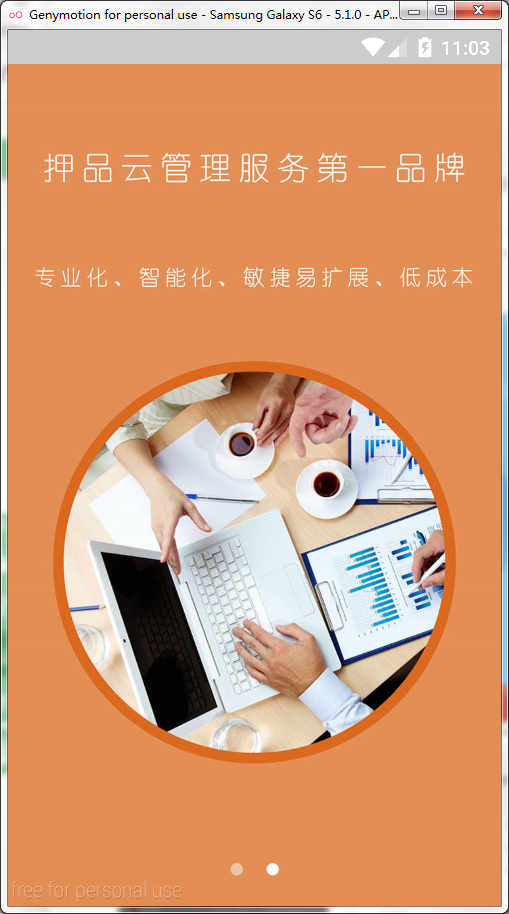 Genymotion for personal use - Samsung Galaxy S6 - 5.1.0 - AP...
11:03
押品云管理服务第一品牌
专业化、智能化、敏捷易扩展、低成本
free for personal use